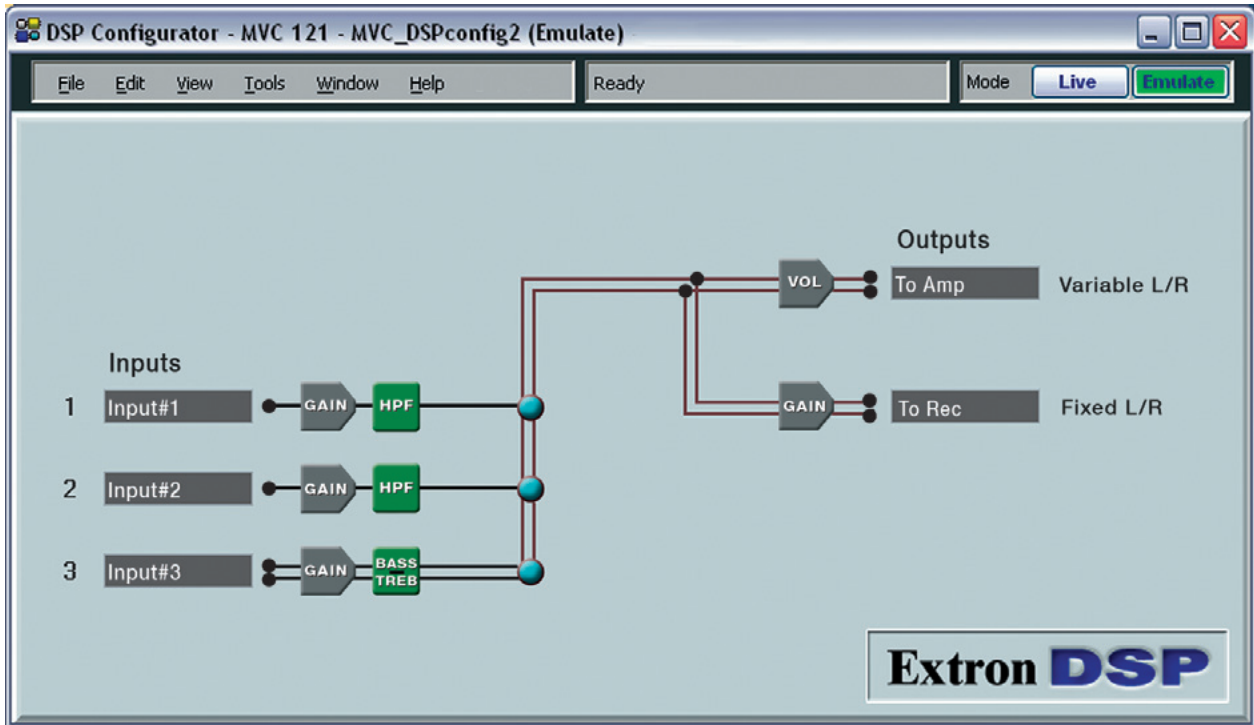 DSP Configurator - MVC 121 - MVC_DSPconfig2 (Emulate)
File Edit View Tools Window Help Ready Mode Live Emulate
Outputs
VOL To Amp Variable L/R
Inputs
1 Input#1 GAIN HPF GAIN To Rec Fixed L/R
2 Input#2 GAIN HPF
3 Input#3 GAIN BASS
TREB
Extron DSP